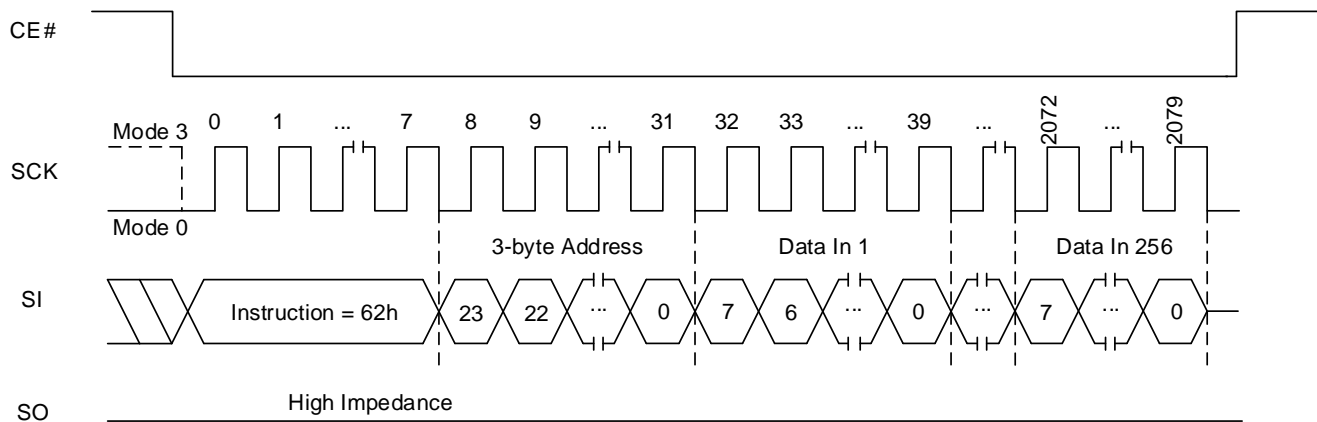 CE#
Mode 3
0 1 ... 7 8 9 ... 31 32 33 ... 39 ... 2072 ... 2079
SCK
Mode 0
3-byte Address Data In 1 Data In 256
SI
Instruction = 62h 23 22 ... 0 7 6 ... 0 ... 7 ... 0
High Impedance
SO